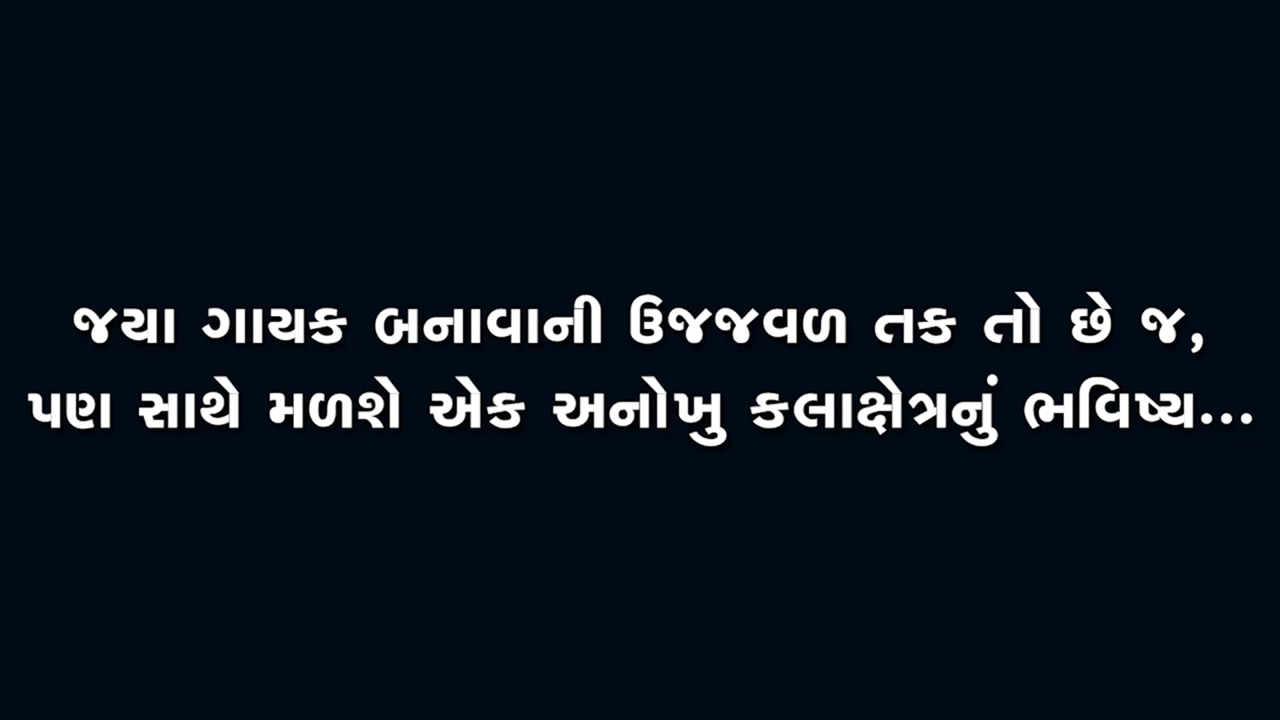 જયા ગાયક બનાવાની ઉજજવળ તક તો છે જ,
પણ સાથે મળશે એક અનોખુ કલાક્ષેત્રનું ભવિષ્ય...